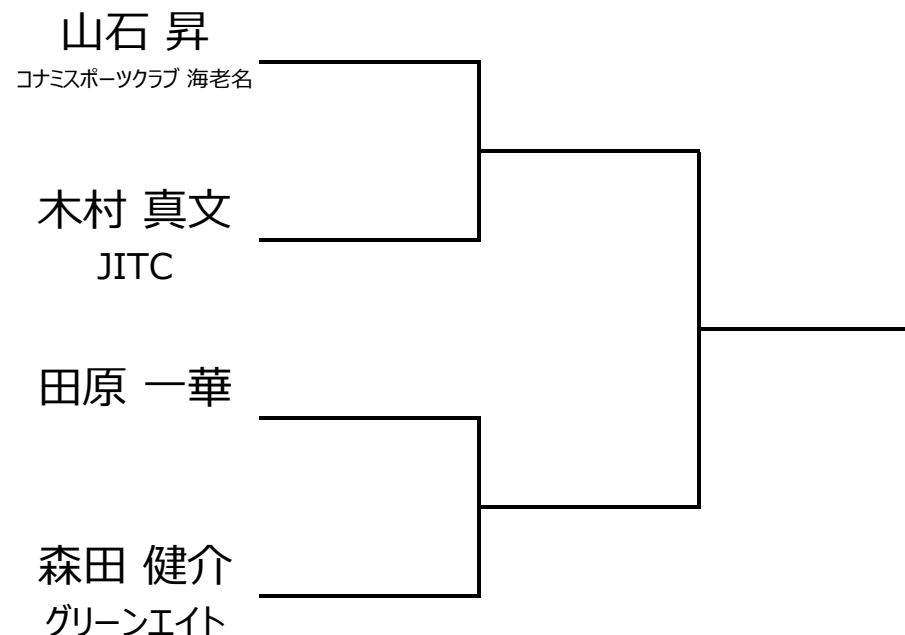 山石 昇
コナミスポーツクラブ 海老名
木村 真文
JITC
田原 一華
森田 健介
グリーンエイト